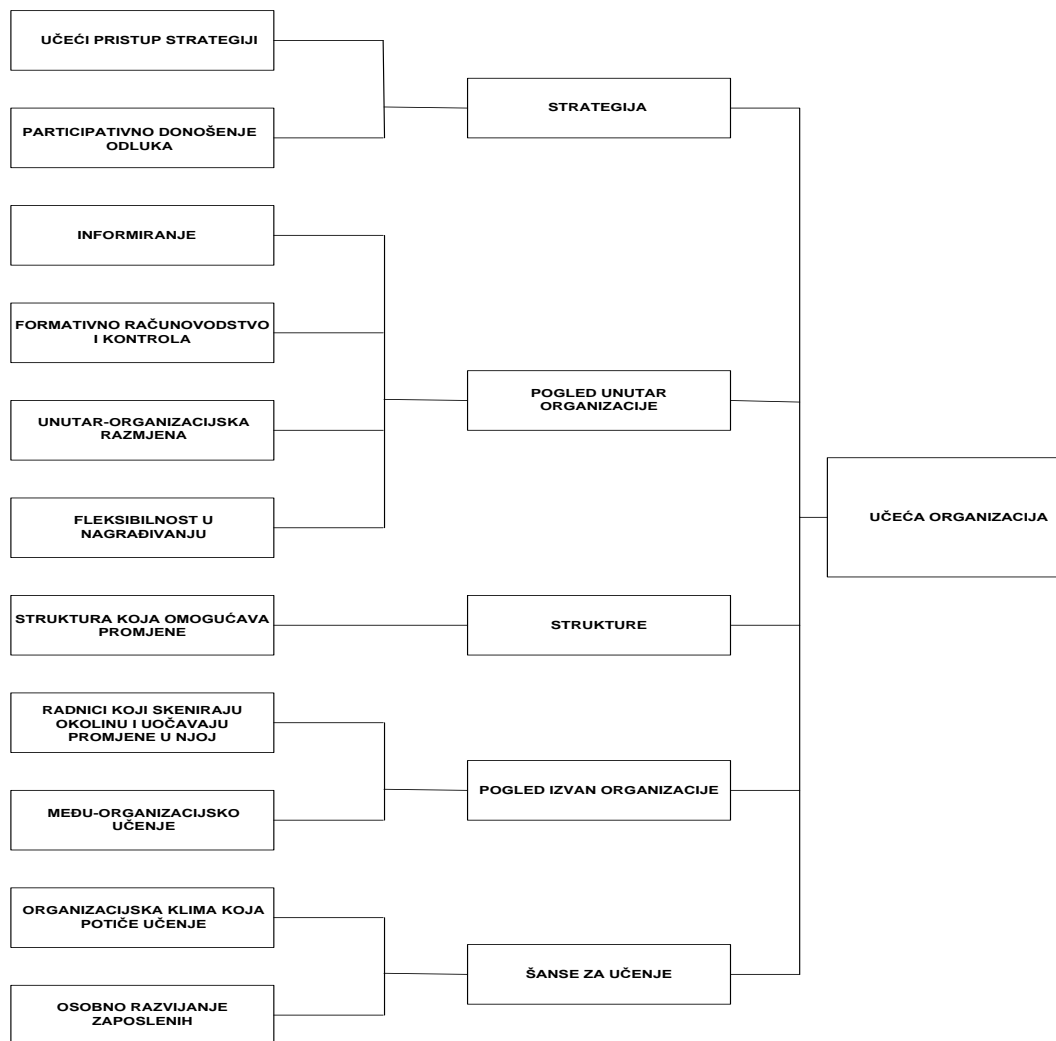 UČEĆI PRISTUP STRATEGIJI
PARTICIPATIVNO DONOŠENJE
ODLUKA
INFORMIRANJE
FORMATIVNO RAČUNOVODSTVO
I KONTROLA
UNUTAR-ORGANIZACIJSKA
RAZMJENA
FLEKSIBILNOST U
NAGRAĐIVANJU
STRUKTURA KOJA OMOGUĆAVA
PROMJENE
RADNICI KOJI SKENIRAJU
OKOLINU I UOČAVAJU
PROMJENE U NJOJ
MEĐU-ORGANIZACIJSKO
UČENJE
ORGANIZACIJSKA KLIMA KOJA
POTIČE UČENJE
OSOBNO RAZVIJANJE
ZAPOSLENIH
STRATEGIJA
POGLED UNUTAR
ORGANIZACIJE
STRUKTURE
POGLED IZVAN ORGANIZACIJE
ŠANSE ZA UČENJE
UČEĆA ORGANIZACIJA